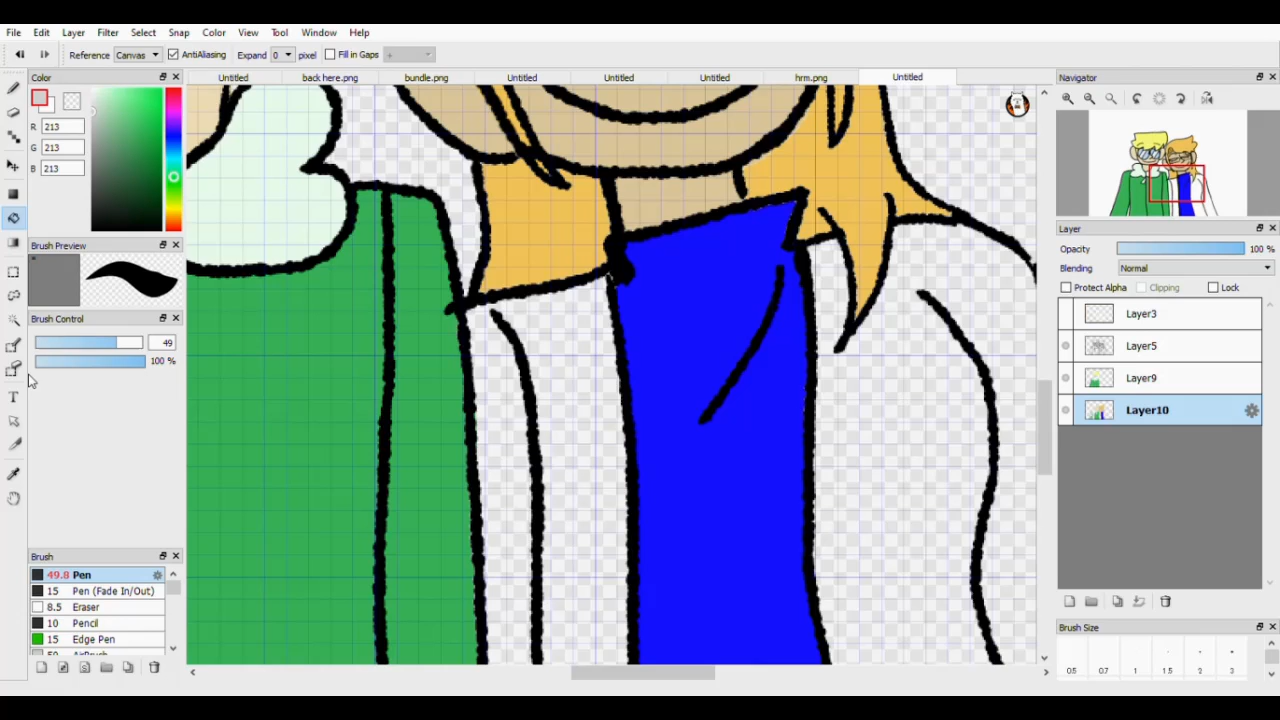 File Edit Layer Filter Select Snap Color View Tool Window Help
Reference Canvas AntiAliasing Expand 0 pixel Fill in Gaps +
Color
Untitled back here.png bundle.png Untitled Untitled Untitled hrm.png Untitled
Navigator
R 213
G 213
B 213
Layer
Brush Preview
Opacity 100 %
Blending Normal
Protect Alpha Clipping Lock
Layer3
Brush Control
49
100 %
Layer5
Layer9
T
Layer10
Brush
49.8 Pen
15 Pen (Fade In/Out)
8.5 Eraser
10 Pencil
15 Edge Pen
50 AirBrush
Brush Size
0.5 0.7 1 1.5 2 3